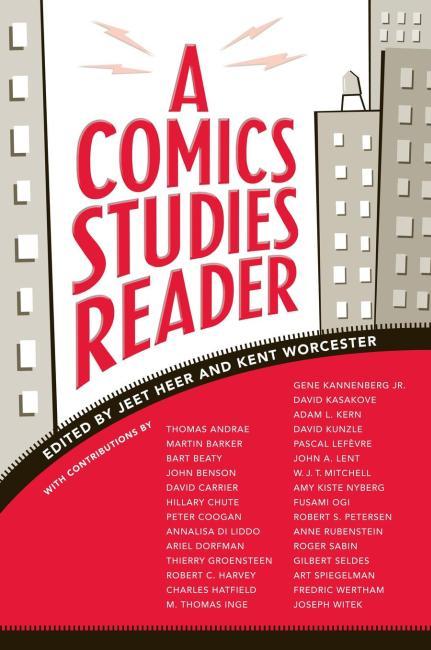 A
COMICS
STUDIES
READER
EDITED BY JEET HEER AND KENT WORCESTER
WITH CONTRIBUTIONS BY
THOMAS ANDRAE
MARTIN BARKER
BART BEATY
JOHN BENSON
DAVID CARRIER
HILLARY CHUTE
PETER COOGAN
ANNALISA DI LIDDO
ARIEL DORFMAN
THIERRY GROENSTEEN
ROBERT C. HARVEY
CHARLES HATFIELD
M. THOMAS INGE
GENE KANNENBERG JR.
DAVID KASAKOVE
ADAM L. KERN
DAVID KUNZLE
PASCAL LEFÈVRE
JOHN A. LENT
W. J. T. MITCHELL
AMY KISTE NYBERG
FUSAMI OGI
ROBERT S. PETERSEN
ANNE RUBENSTEIN
ROGER SABIN
GILBERT SELDES
ART SPIEGELMAN
FREDRIC WERTHAM
JOSEPH WITEK